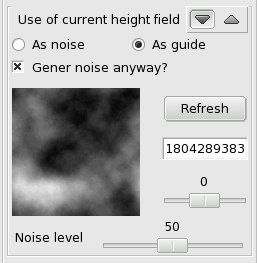 Use of current height field
As noise
As guide
Gener noise anyway?
Refresh
1804289383
0
50
Noise level